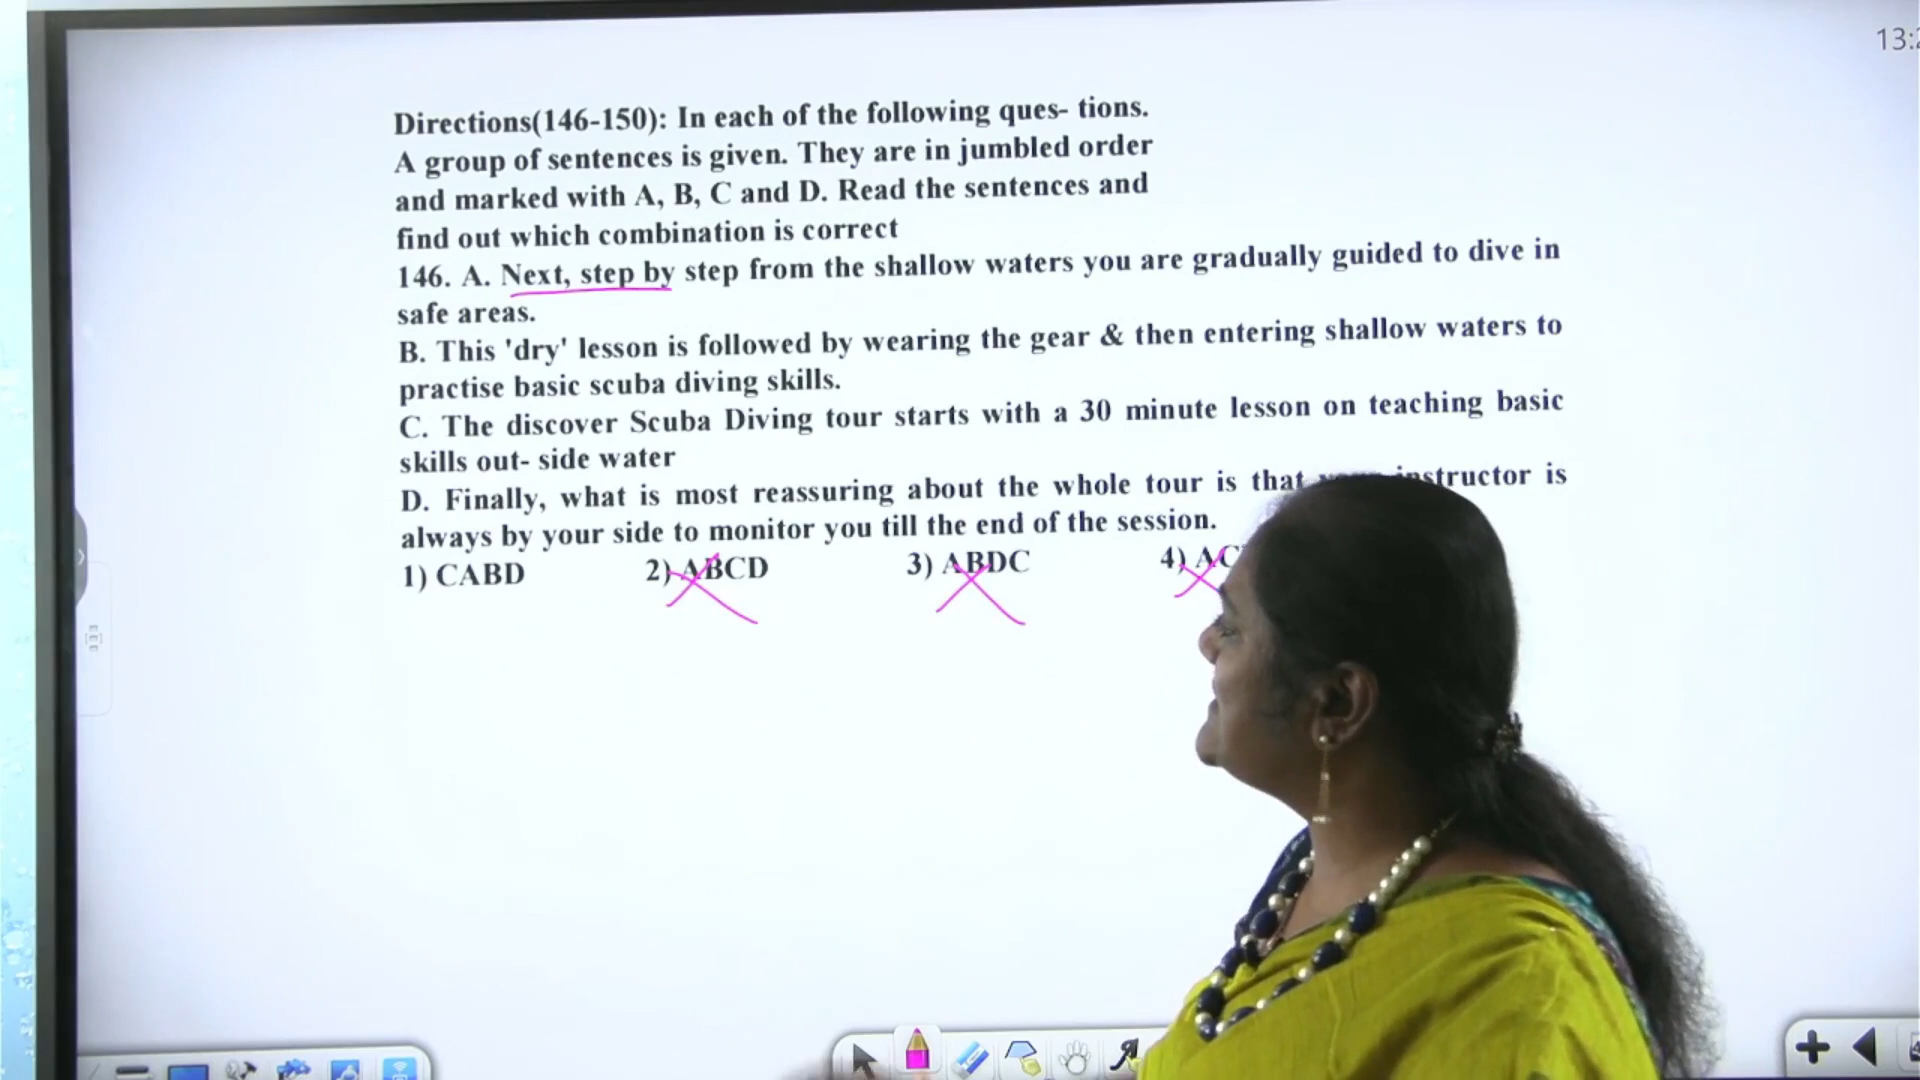 13:
Directions(146-150): In each of the following ques- tions.
A group of sentences is given. They are in jumbled order
and marked with A, B, C and D. Read the sentences and
find out which combination is correct
146. A. Next, step by step from the shallow waters you are gradually guided to dive in
safe areas.
B. This 'dry' lesson is followed by wearing the gear & then entering shallow waters to
practise basic scuba diving skills.
C. The discover Scuba Diving tour starts with a 30 minute lesson on teaching basic
skills out- side water
D. Finally, what is most reassuring about the whole tour is that instructor is
always by your side to monitor you till the end of the session.
1) CABD 2) ABCD 3) ABDC 4) AC